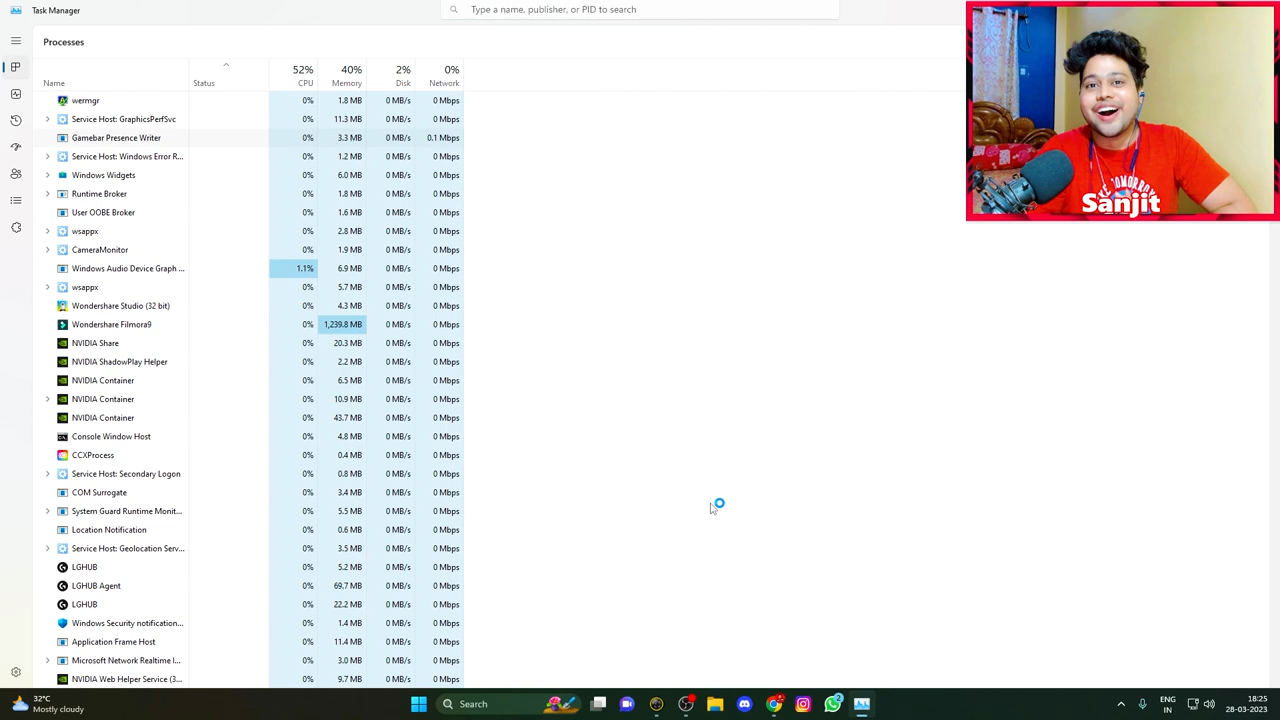 Task Manager
Type a name, publisher, or PID to search
Processes
52% 40% 2% 0%
Name Status CPU Memory Disk Network
wermgr 0% 1.8 MB 0 MB/s 0 Mbps
Service Host: GraphicsPerfSvc 0% 11.3 MB 0 MB/s 0 Mbps
Gamebar Presence Writer 0% 3.3 MB 0 MB/s 0.1 Mbps
Service Host: Windows Error R... 0% 1.2 MB 0 MB/s 0 Mbps
Windows Widgets 0% 6.0 MB 0 MB/s 0 Mbps
Runtime Broker 0% 1.8 MB 0 MB/s 0 Mbps
User OOBE Broker 0% 1.6 MB 0 MB/s 0 Mbps
wsappx 0% 2.8 MB 0 MB/s 0 Mbps
CameraMonitor 0% 1.9 MB 0 MB/s 0 Mbps
Windows Audio Device Graph ... 1.1% 6.9 MB 0 MB/s 0 Mbps
wsappx 0% 5.7 MB 0 MB/s 0 Mbps
Wondershare Studio (32 bit) 0% 4.3 MB 0 MB/s 0 Mbps
Wondershare Filmora9 0% 1,239.8 MB 0 MB/s 0 Mbps
NVIDIA Share 0% 20.3 MB 0 MB/s 0 Mbps
NVIDIA ShadowPlay Helper 0% 2.2 MB 0 MB/s 0 Mbps
NVIDIA Container 0% 6.5 MB 0 MB/s 0 Mbps
NVIDIA Container 0% 10.9 MB 0 MB/s 0 Mbps
NVIDIA Container 0% 43.7 MB 0 MB/s 0 Mbps
Console Window Host 0% 4.8 MB 0 MB/s 0 Mbps
CCXProcess 0% 0.4 MB 0 MB/s 0 Mbps
Service Host: Secondary Logon 0% 0.8 MB 0 MB/s 0 Mbps
COM Surrogate 0% 3.4 MB 0 MB/s 0 Mbps
System Guard Runtime Monit... 0% 5.5 MB 0 MB/s 0 Mbps
Location Notification 0% 0.6 MB 0 MB/s 0 Mbps
Service Host: Geolocation Serv... 0% 3.5 MB 0 MB/s 0 Mbps
LGHUB 0% 5.2 MB 0 MB/s 0 Mbps
LGHUB Agent 0% 69.7 MB 0 MB/s 0 Mbps
LGHUB 0% 22.2 MB 0 MB/s 0 Mbps
Windows Security notification... 0% 1.4 MB 0 MB/s 0 Mbps
Application Frame Host 0% 11.4 MB 0 MB/s 0 Mbps
Microsoft Network Realtime I... 0% 3.0 MB 0 MB/s 0 Mbps
NVIDIA Web Helper Service (3... 0% 9.7 MB 0 MB/s 0 Mbps
Sanjit
32°C
Mostly cloudy
Search
2
ENG
IN
18:25
28-03-2023